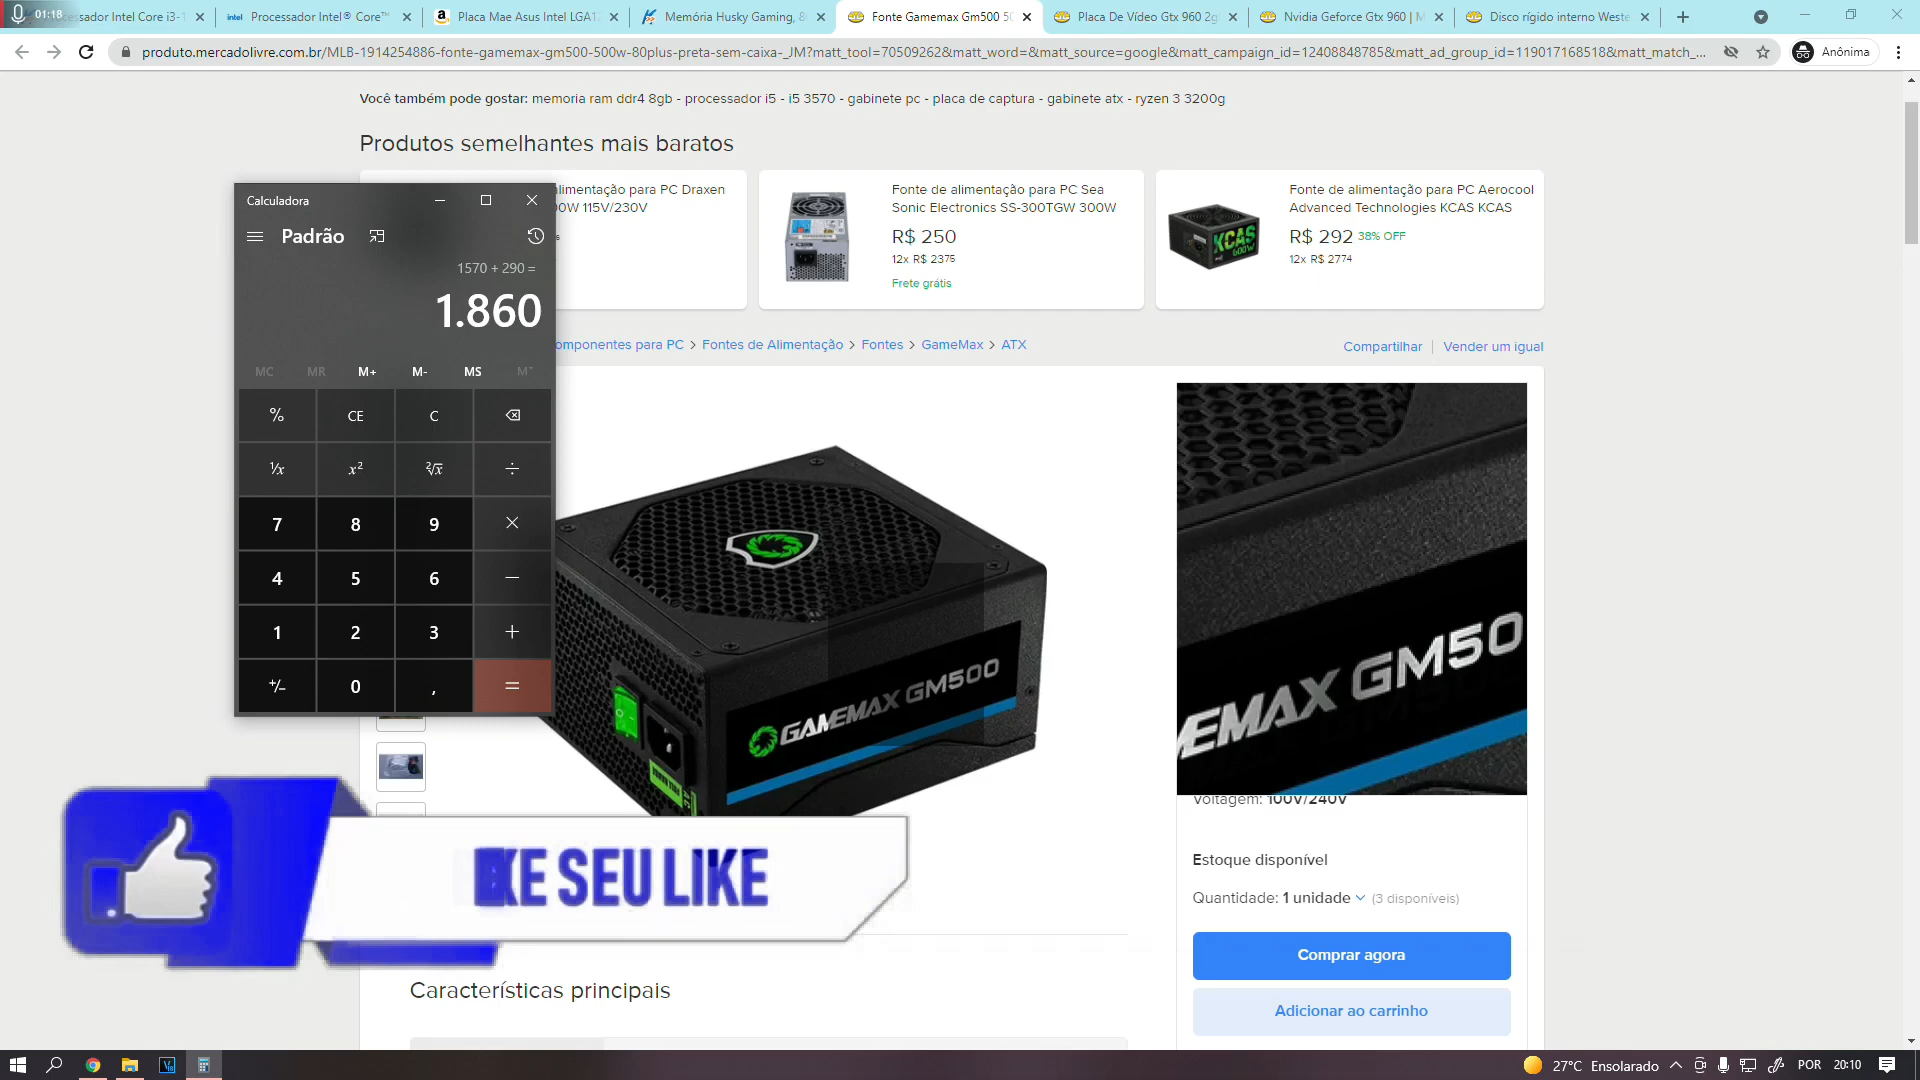 01:18
ssador Intel Core i3-1
Processador Intel® Core™
Placa Mae Asus Intel LGA12
Memória Husky Gaming, 8
Fonte Gamemax Gm500 50
Placa De Vídeo Gtx 960 2g
Nvidia Geforce Gtx 960 | M
Disco rígido interno Weste
produto.mercadolivre.com.br/MLB-1914254886-fonte-gamemax-gm500-500w-80plus-preta-sem-caixa-_JM?matt_tool=70509262&matt_word=&matt_source=google&matt_campaign_id=12408848785&matt_ad_group_id=119017168518&matt_match_...
Anônima
Você também pode gostar: memoria ram ddr4 8gb - processador i5 - i5 3570 - gabinete pc - placa de captura - gabinete atx - ryzen 3 3200g
Produtos semelhantes mais baratos
limentação para PC Draxen
0W 115V/230V
Fonte de alimentação para PC Sea
Sonic Electronics SS-300TGW 300W
R$ 250
12x R$ 2375
Frete grátis
KCAS
600W
Fonte de alimentação para PC Aerocool
Advanced Technologies KCAS KCAS
R$ 292 38% OFF
12x R$ 2774
Calculadora
Padrão
1570 + 290 =
1.860
MC MR M+ M- MS M˅
% CE C
¹/x x² ²√x ÷
7 8 9 ×
4 5 6 −
1 2 3 +
+/− 0 , =
omponentes para PC > Fontes de Alimentação > Fontes > GameMax > ATX
Compartilhar | Vender um igual
GAMEMAX GM500
EMAX GM50
Voltagem: 100V/240V
Estoque disponível
Quantidade: 1 unidade (3 disponíveis)
Comprar agora
Adicionar ao carrinho
XE SEU LIKE
Características principais
27°C Ensolarado
POR
20:10